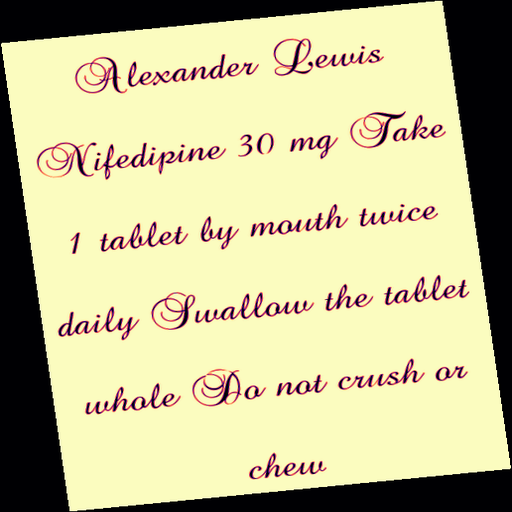 Alexander Lewis
Nifedipine 30 mg Take
1 tablet by mouth twice
daily Swallow the tablet
whole Do not crush or
chew